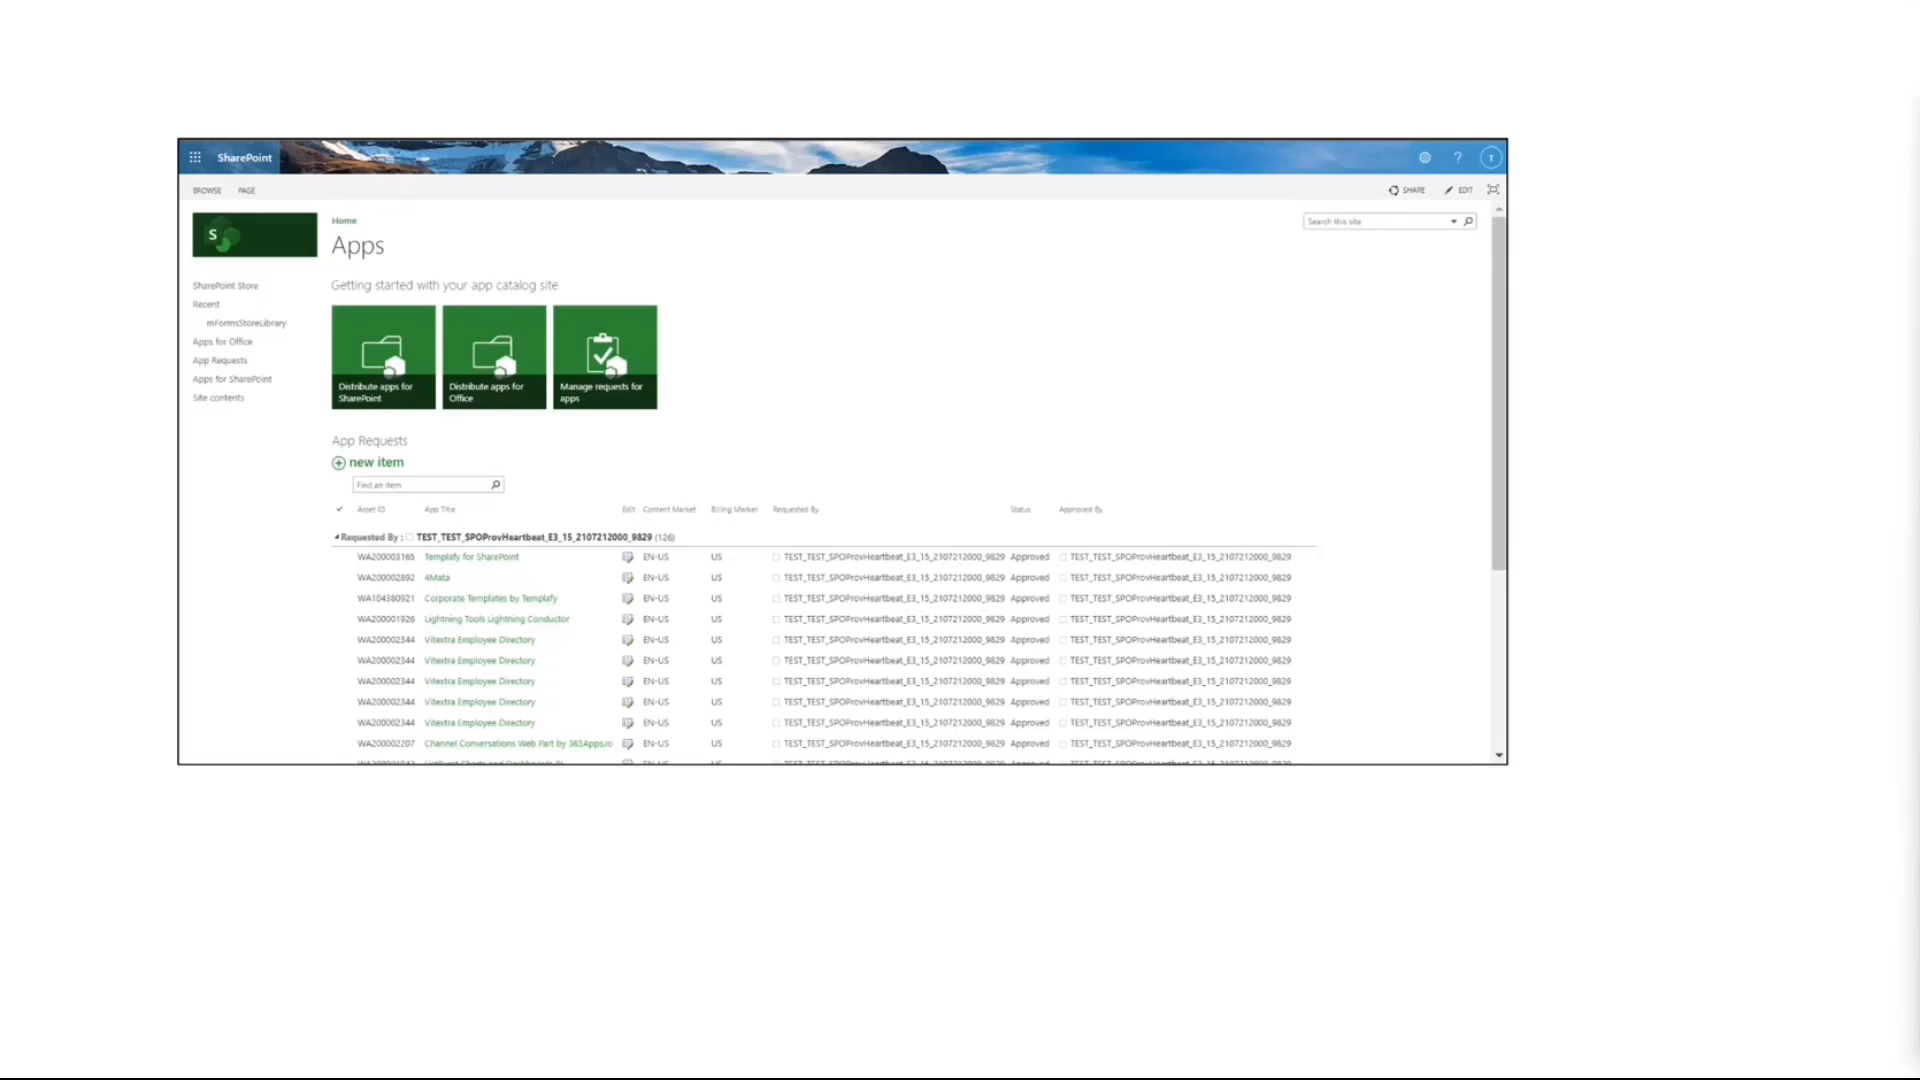 SharePoint
? T
BROWSE PAGE SHARE EDIT
S
Home
Search this site
Apps
Getting started with your app catalog site
SharePoint Store
Recent
mFormsStoreLibrary
Apps for Office
App Requests
Apps for SharePoint
Site contents
Distribute apps for
SharePoint
Distribute apps for
Office
Manage requests for
apps
App Requests
new item
Find an item
Asset ID App Title Edit Content Market Billing Market Requested By Status Approved By
Requested By : TEST_TEST_SPOProvHeartbeat_E3_15_2107212000_9829 (126)
WA200003165 Templafy for SharePoint EN-US US TEST_TEST_SPOProvHeartbeat_E3_15_2107212000_9829 Approved TEST_TEST_SPOProvHeartbeat_E3_15_2107212000_9829
WA200002892 4Mata EN-US US TEST_TEST_SPOProvHeartbeat_E3_15_2107212000_9829 Approved TEST_TEST_SPOProvHeartbeat_E3_15_2107212000_9829
WA104380921 Corporate Templates by Templafy EN-US US TEST_TEST_SPOProvHeartbeat_E3_15_2107212000_9829 Approved TEST_TEST_SPOProvHeartbeat_E3_15_2107212000_9829
WA200001926 Lightning Tools Lightning Conductor EN-US US TEST_TEST_SPOProvHeartbeat_E3_15_2107212000_9829 Approved TEST_TEST_SPOProvHeartbeat_E3_15_2107212000_9829
WA200002344 Vitextra Employee Directory EN-US US TEST_TEST_SPOProvHeartbeat_E3_15_2107212000_9829 Approved TEST_TEST_SPOProvHeartbeat_E3_15_2107212000_9829
WA200002344 Vitextra Employee Directory EN-US US TEST_TEST_SPOProvHeartbeat_E3_15_2107212000_9829 Approved TEST_TEST_SPOProvHeartbeat_E3_15_2107212000_9829
WA200002344 Vitextra Employee Directory EN-US US TEST_TEST_SPOProvHeartbeat_E3_15_2107212000_9829 Approved TEST_TEST_SPOProvHeartbeat_E3_15_2107212000_9829
WA200002344 Vitextra Employee Directory EN-US US TEST_TEST_SPOProvHeartbeat_E3_15_2107212000_9829 Approved TEST_TEST_SPOProvHeartbeat_E3_15_2107212000_9829
WA200002344 Vitextra Employee Directory EN-US US TEST_TEST_SPOProvHeartbeat_E3_15_2107212000_9829 Approved TEST_TEST_SPOProvHeartbeat_E3_15_2107212000_9829
WA200002207 Channel Conversations Web Part by 365Apps.io EN-US US TEST_TEST_SPOProvHeartbeat_E3_15_2107212000_9829 Approved TEST_TEST_SPOProvHeartbeat_E3_15_2107212000_9829